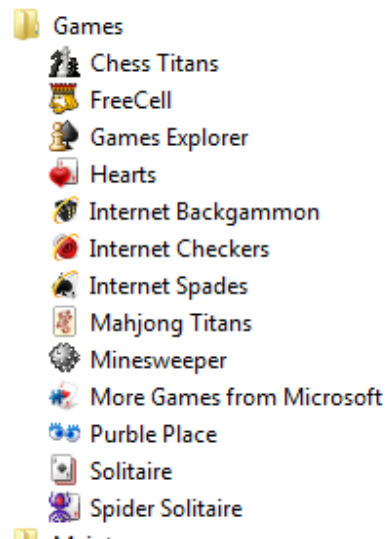 Games
Chess Titans
FreeCell
Games Explorer
Hearts
Internet Backgammon
Internet Checkers
Internet Spades
Mahjong Titans
Minesweeper
More Games from Microsoft
Purble Place
Solitaire
Spider Solitaire